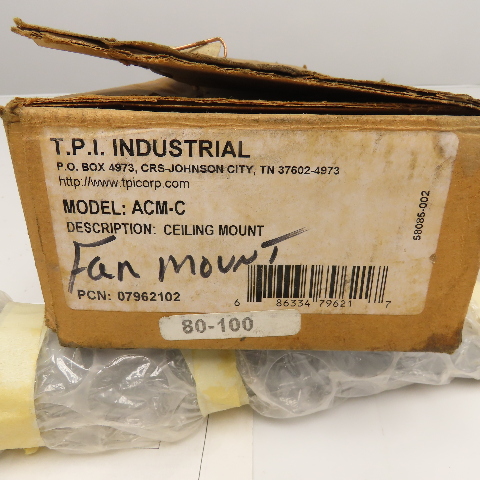 T.P.I. INDUSTRIAL
P.O. BOX 4973, CRS-JOHNSON CITY, TN 37602-4973
http://www.tpicorp.com
MODEL: ACM-C
DESCRIPTION: CEILING MOUNT
58085-002
Fan MOUNT
PCN: 07962102
6 86334 79621 7
80-100